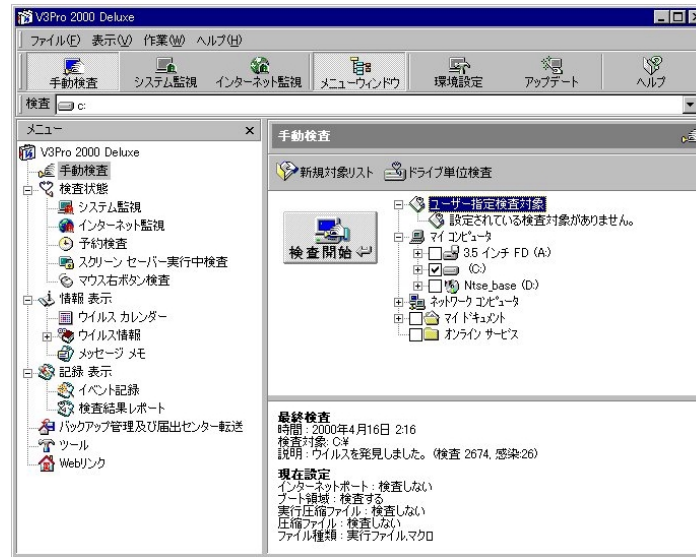 V3Pro 2000 Deluxe
ファイル(F) 表示(V) 作業(W) ヘルプ(H)
手動検査 システム監視 インターネット監視 メニューウィンドウ 環境設定 アップデート ヘルプ
検査 c:
メニュー ×
V3Pro 2000 Deluxe
手動検査
検査状態
システム監視
インターネット監視
予約検査
スクリーン セーバー実行中検査
マウス右ボタン検査
情報 表示
ウイルス カレンダー
ウイルス情報
メッセージ メモ
記録 表示
イベント記録
検査結果レポート
バックアップ管理及び届出センター転送
ツール
Webリンク
手動検査
新規対象リスト ドライブ単位検査
検査開始
ユーザー指定検査対象
設定されている検査対象がありません。
マイ コンピュータ
3.5 インチ FD (A:)
(C:)
Ntse_base (D:)
ネットワーク コンピュータ
マイ ドキュメント
オンライン サービス
最終検査
時間 : 2000年4月16日 2:16
検査対象: C:¥
説明 : ウイルスを発見しました。 (検査 2674, 感染:26)
現在設定
インターネットポート : 検査しない
ブート領域 : 検査する
実行圧縮ファイル : 検査しない
圧縮ファイル : 検査しない
ファイル種類 : 実行ファイル,マクロ